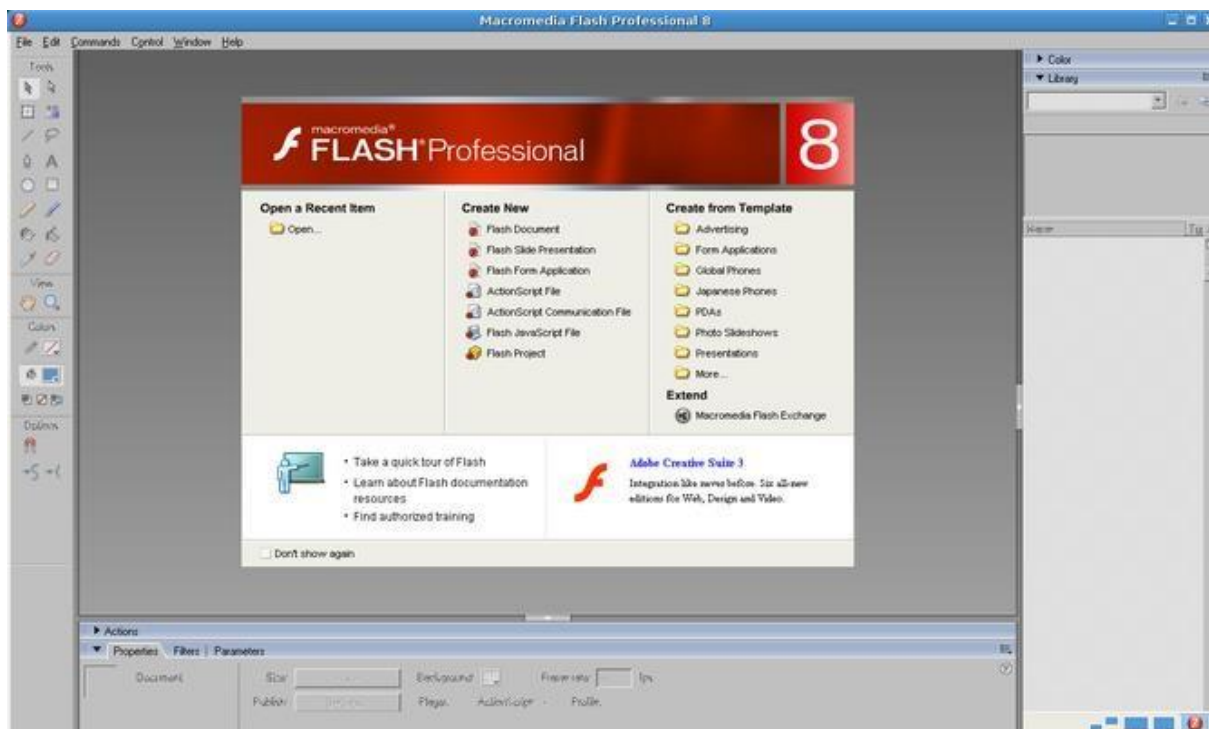 Macromedia Flash Professional 8
File Edit Commands Control Window Help
Tools
View
Colors
Options
Color
Library
macromedia®
FLASH® Professional
8
Open a Recent Item
Open...
Create New
Flash Document
Flash Slide Presentation
Flash Form Application
ActionScript File
ActionScript Communication File
Flash JavaScript File
Flash Project
Create from Template
Advertising
Form Applications
Global Phones
Japanese Phones
PDAs
Photo Slideshows
Presentations
More...
Extend
Macromedia Flash Exchange
• Take a quick tour of Flash
• Learn about Flash documentation
resources
• Find authorized training
Adobe Creative Suite 3
Integration like never before. Six all-new
editions for Web, Design and Video.
Don't show again
Name
Actions
Properties Filters Parameters
Document
Size: Background: Frame rate: fps
Publish: Player: ActionScript: Profile: